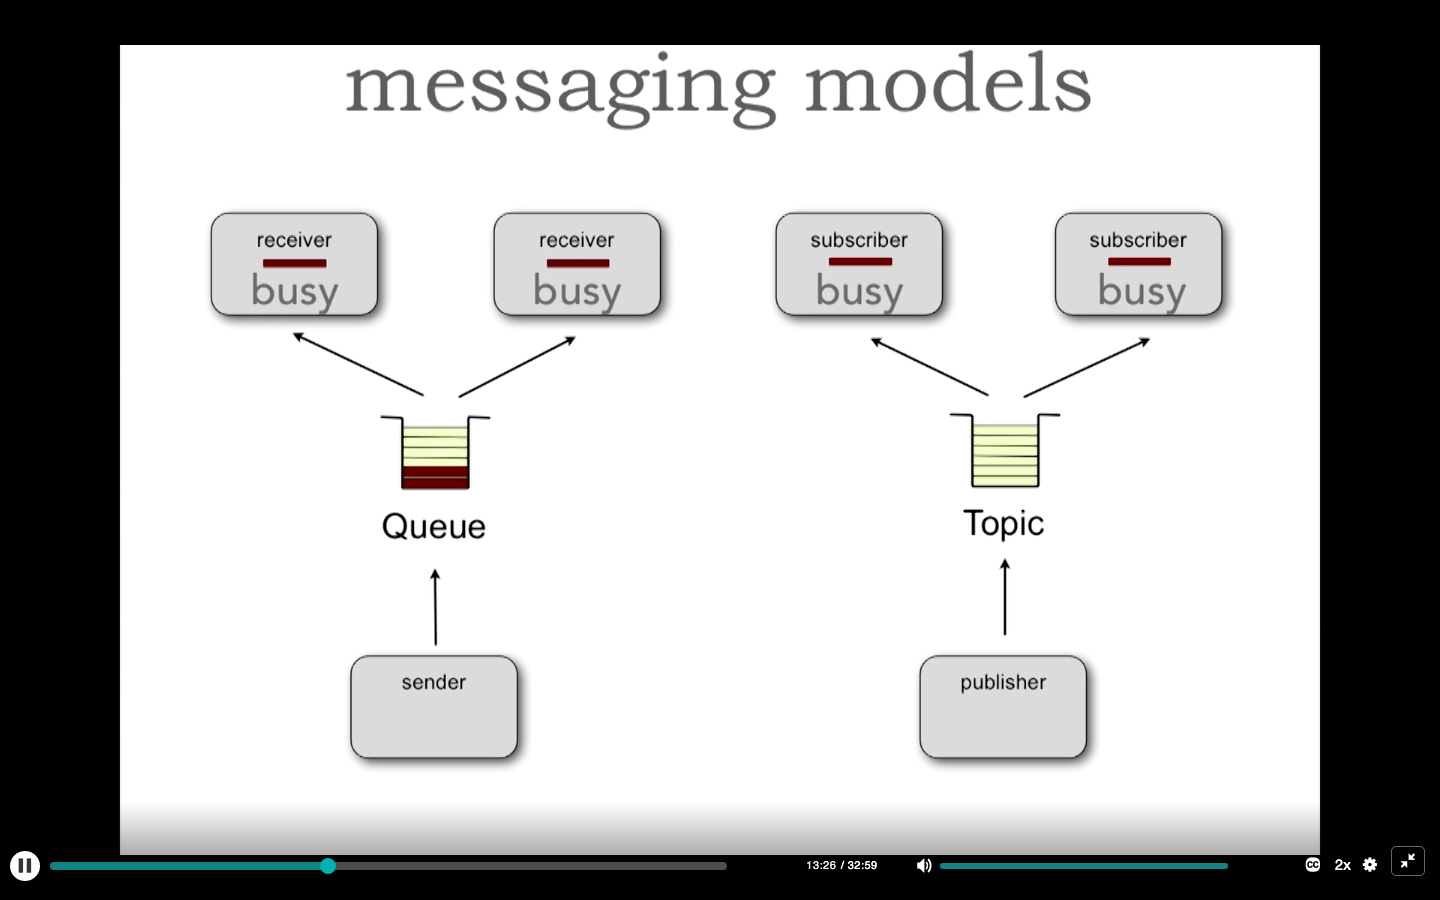 messaging models
receiver
busy
receiver
busy
subscriber
busy
subscriber
busy
Queue
Topic
sender
publisher
13:26 / 32:59
CC
2x